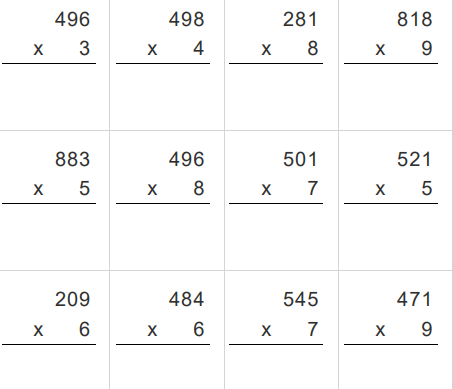 496 498 281 818
x 3 x 4 x 8 x 9
883 496 501 521
x 5 x 8 x 7 x 5
209 484 545 471
x 6 x 6 x 7 x 9